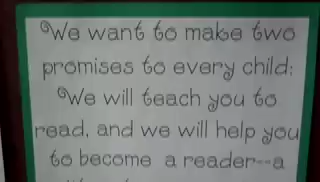 We want to make two
promises to every child:
We will teach you to
read, and we will help you
to become a reader--a